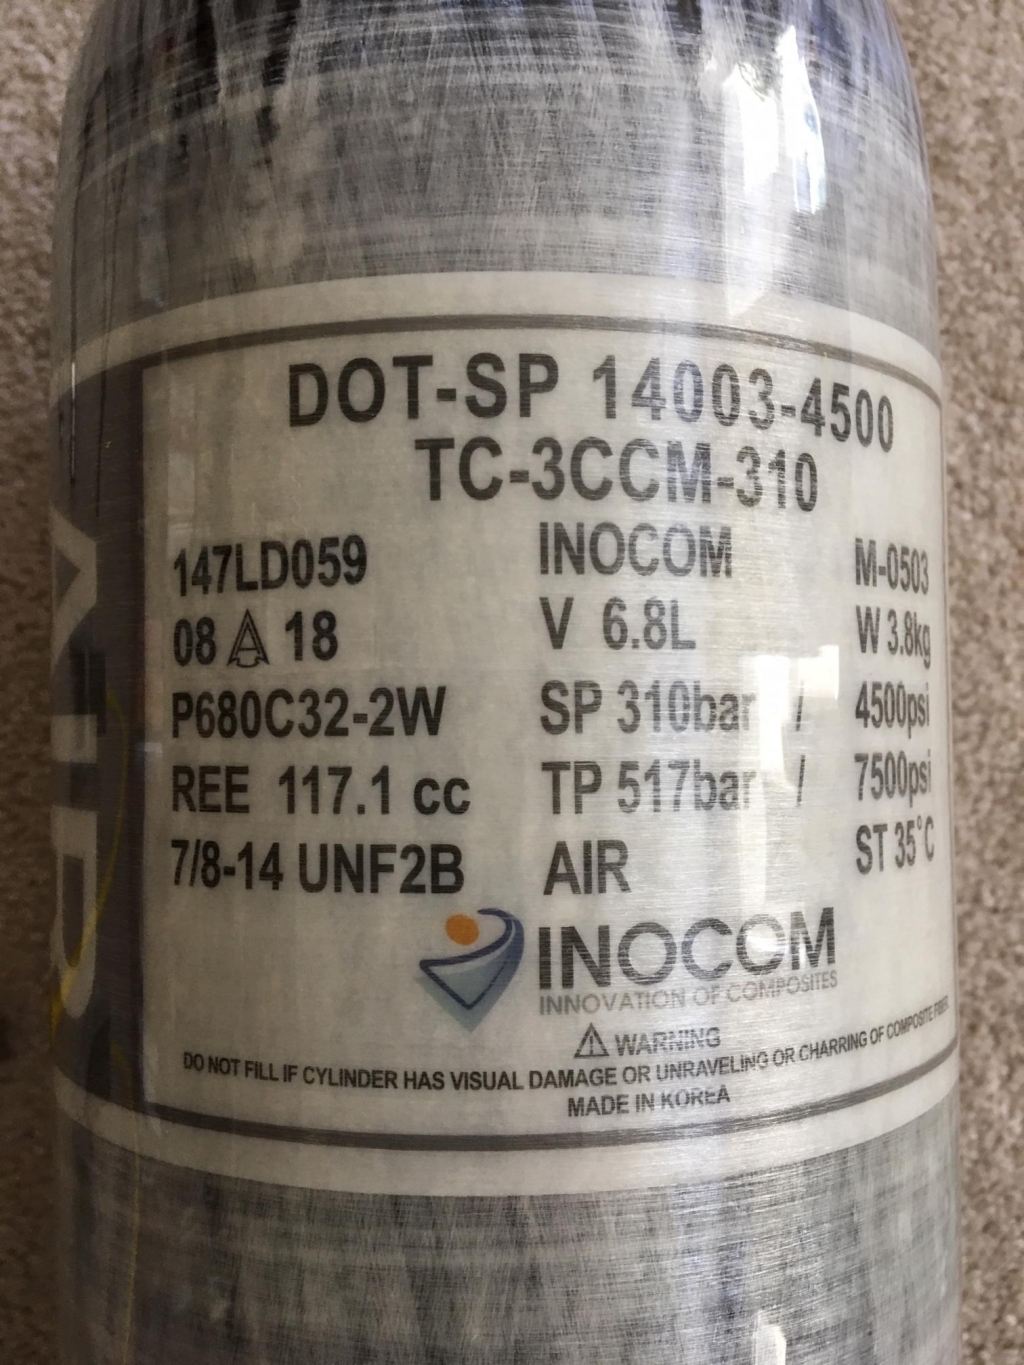 DOT-SP 14003-4500
TC-3CCM-310
147LD059 INOCOM M-0503
08 A 18 V 6.8L W 3.8kg
P680C32-2W SP 310bar / 4500psi
REE 117.1 cc TP 517bar / 7500psi
7/8-14 UNF2B AIR ST 35°C
INOCOM
INNOVATION OF COMPOSITES
WARNING
DO NOT FILL IF CYLINDER HAS VISUAL DAMAGE OR UNRAVELING OR CHARRING OF COMPOSITE FIBER
MADE IN KOREA
AIR